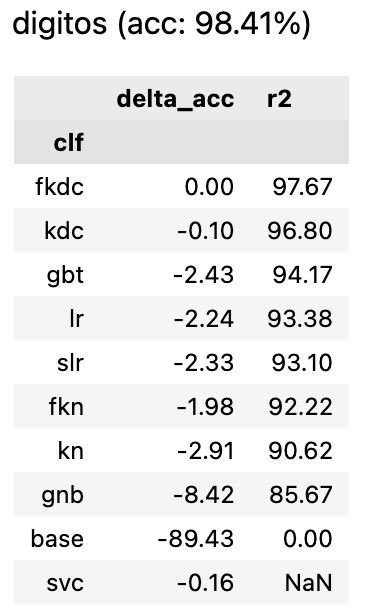 digitos (acc: 98.41%)
delta_acc r2
clf
fkdc 0.00 97.67
kdc -0.10 96.80
gbt -2.43 94.17
lr -2.24 93.38
slr -2.33 93.10
fkn -1.98 92.22
kn -2.91 90.62
gnb -8.42 85.67
base -89.43 0.00
svc -0.16 NaN